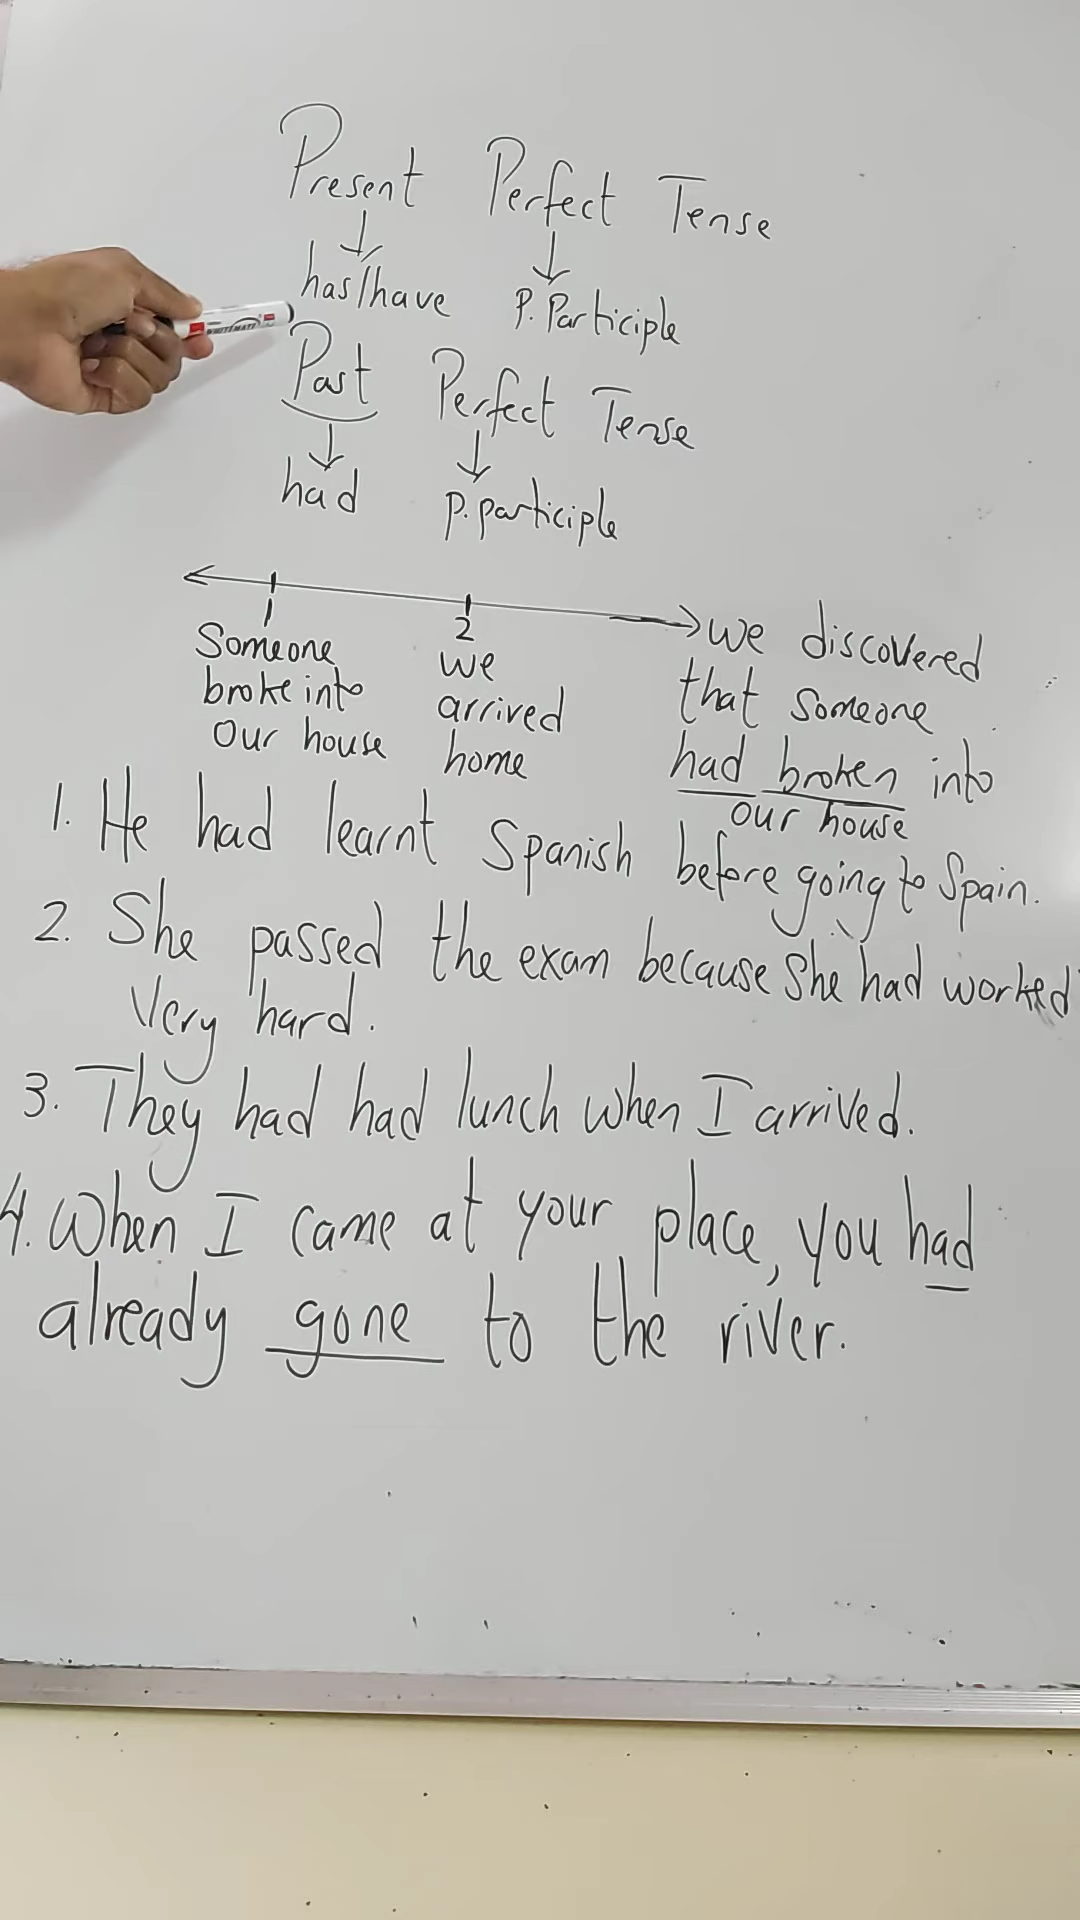 Present Perfect Tense
has/have P. Participle
WHITEMATE
Past Perfect Tense
had p. participle
1 2
Someone
broke into
our house
we
arrived
home
we discovered
that someone
had broken into
our house
1. He had learnt Spanish before going to Spain.
2. She passed the exam because She had worked
Very hard.
3. They had had lunch when I arrived.
4. When I came at your place, you had
already gone to the river.